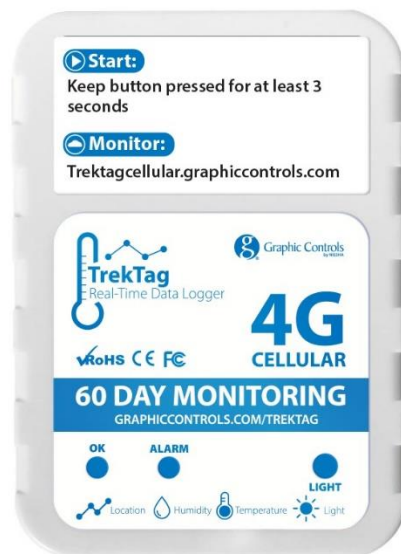 Start:
Keep button pressed for at least 3
seconds
Monitor:
Trektagcellular.graphiccontrols.com
Graphic Controls
TrekTag
Real-Time Data Logger
4G
CELLULAR
RoHS CE FC
60 DAY MONITORING
GRAPHICCONTROLS.COM/TREKTAG
OK ALARM
LIGHT
Location Humidity Temperature Light